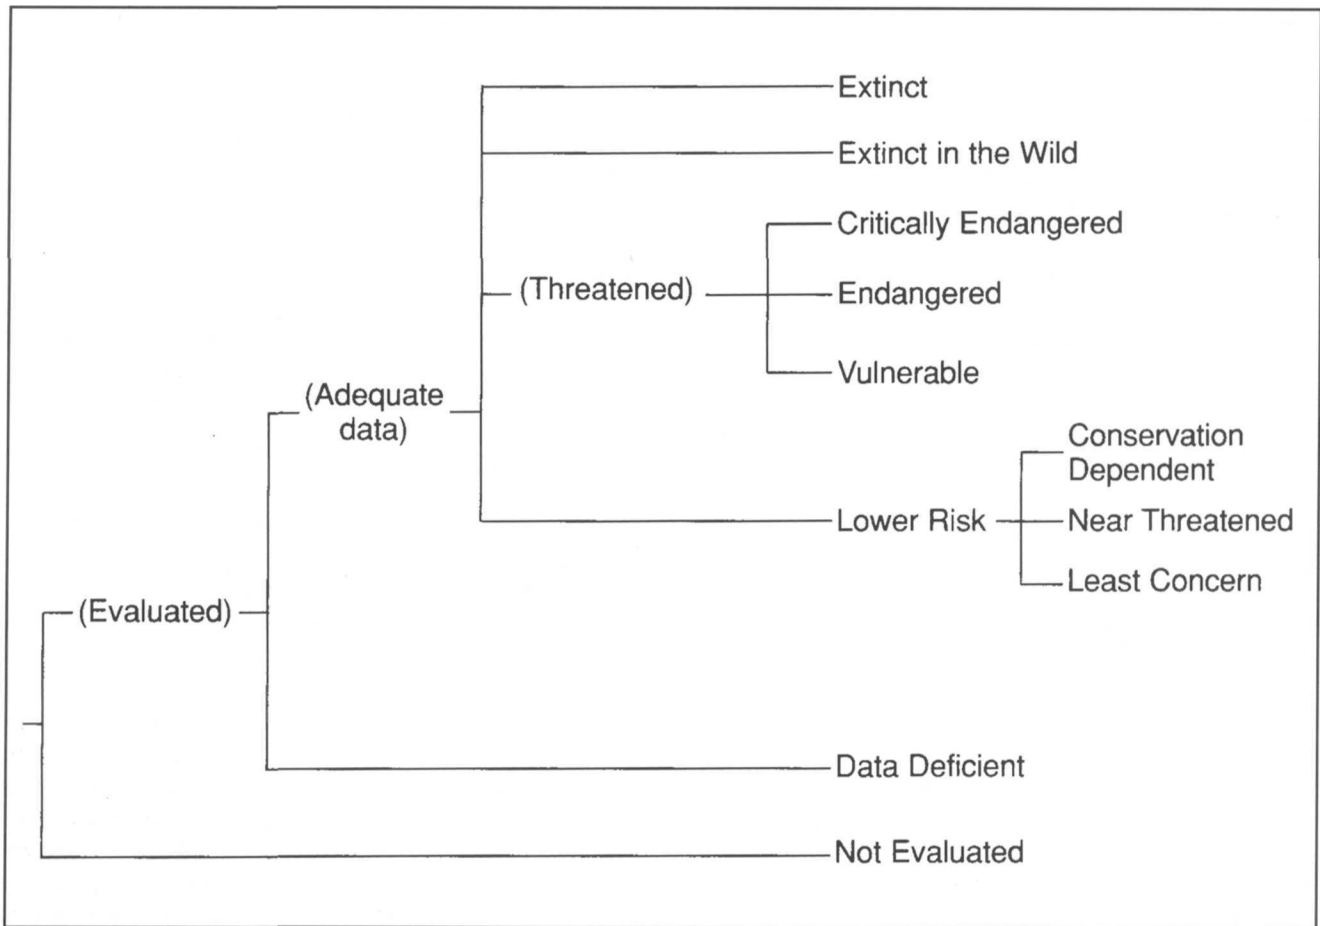 Extinct
Extinct in the Wild
Critically Endangered
(Threatened)
Endangered
Vulnerable
(Adequate
data)
Conservation
Dependent
Lower Risk
Near Threatened
Least Concern
(Evaluated)
Data Deficient
Not Evaluated